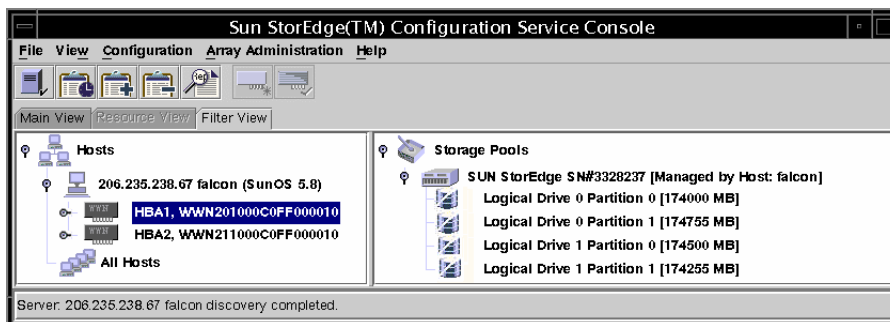 Sun StorEdge(TM) Configuration Service Console
File View Configuration Array Administration Help
Main View Resource View Filter View
Hosts
206.235.238.67 falcon (SunOS 5.8)
HBA1, WWN201000C0FF000010
HBA2, WWN211000C0FF000010
All Hosts
Storage Pools
SUN StorEdge SN#3328237 [Managed by Host: falcon]
Logical Drive 0 Partition 0 [174000 MB]
Logical Drive 0 Partition 1 [174755 MB]
Logical Drive 1 Partition 0 [174500 MB]
Logical Drive 1 Partition 1 [174255 MB]
Server: 206.235.238.67 falcon discovery completed.